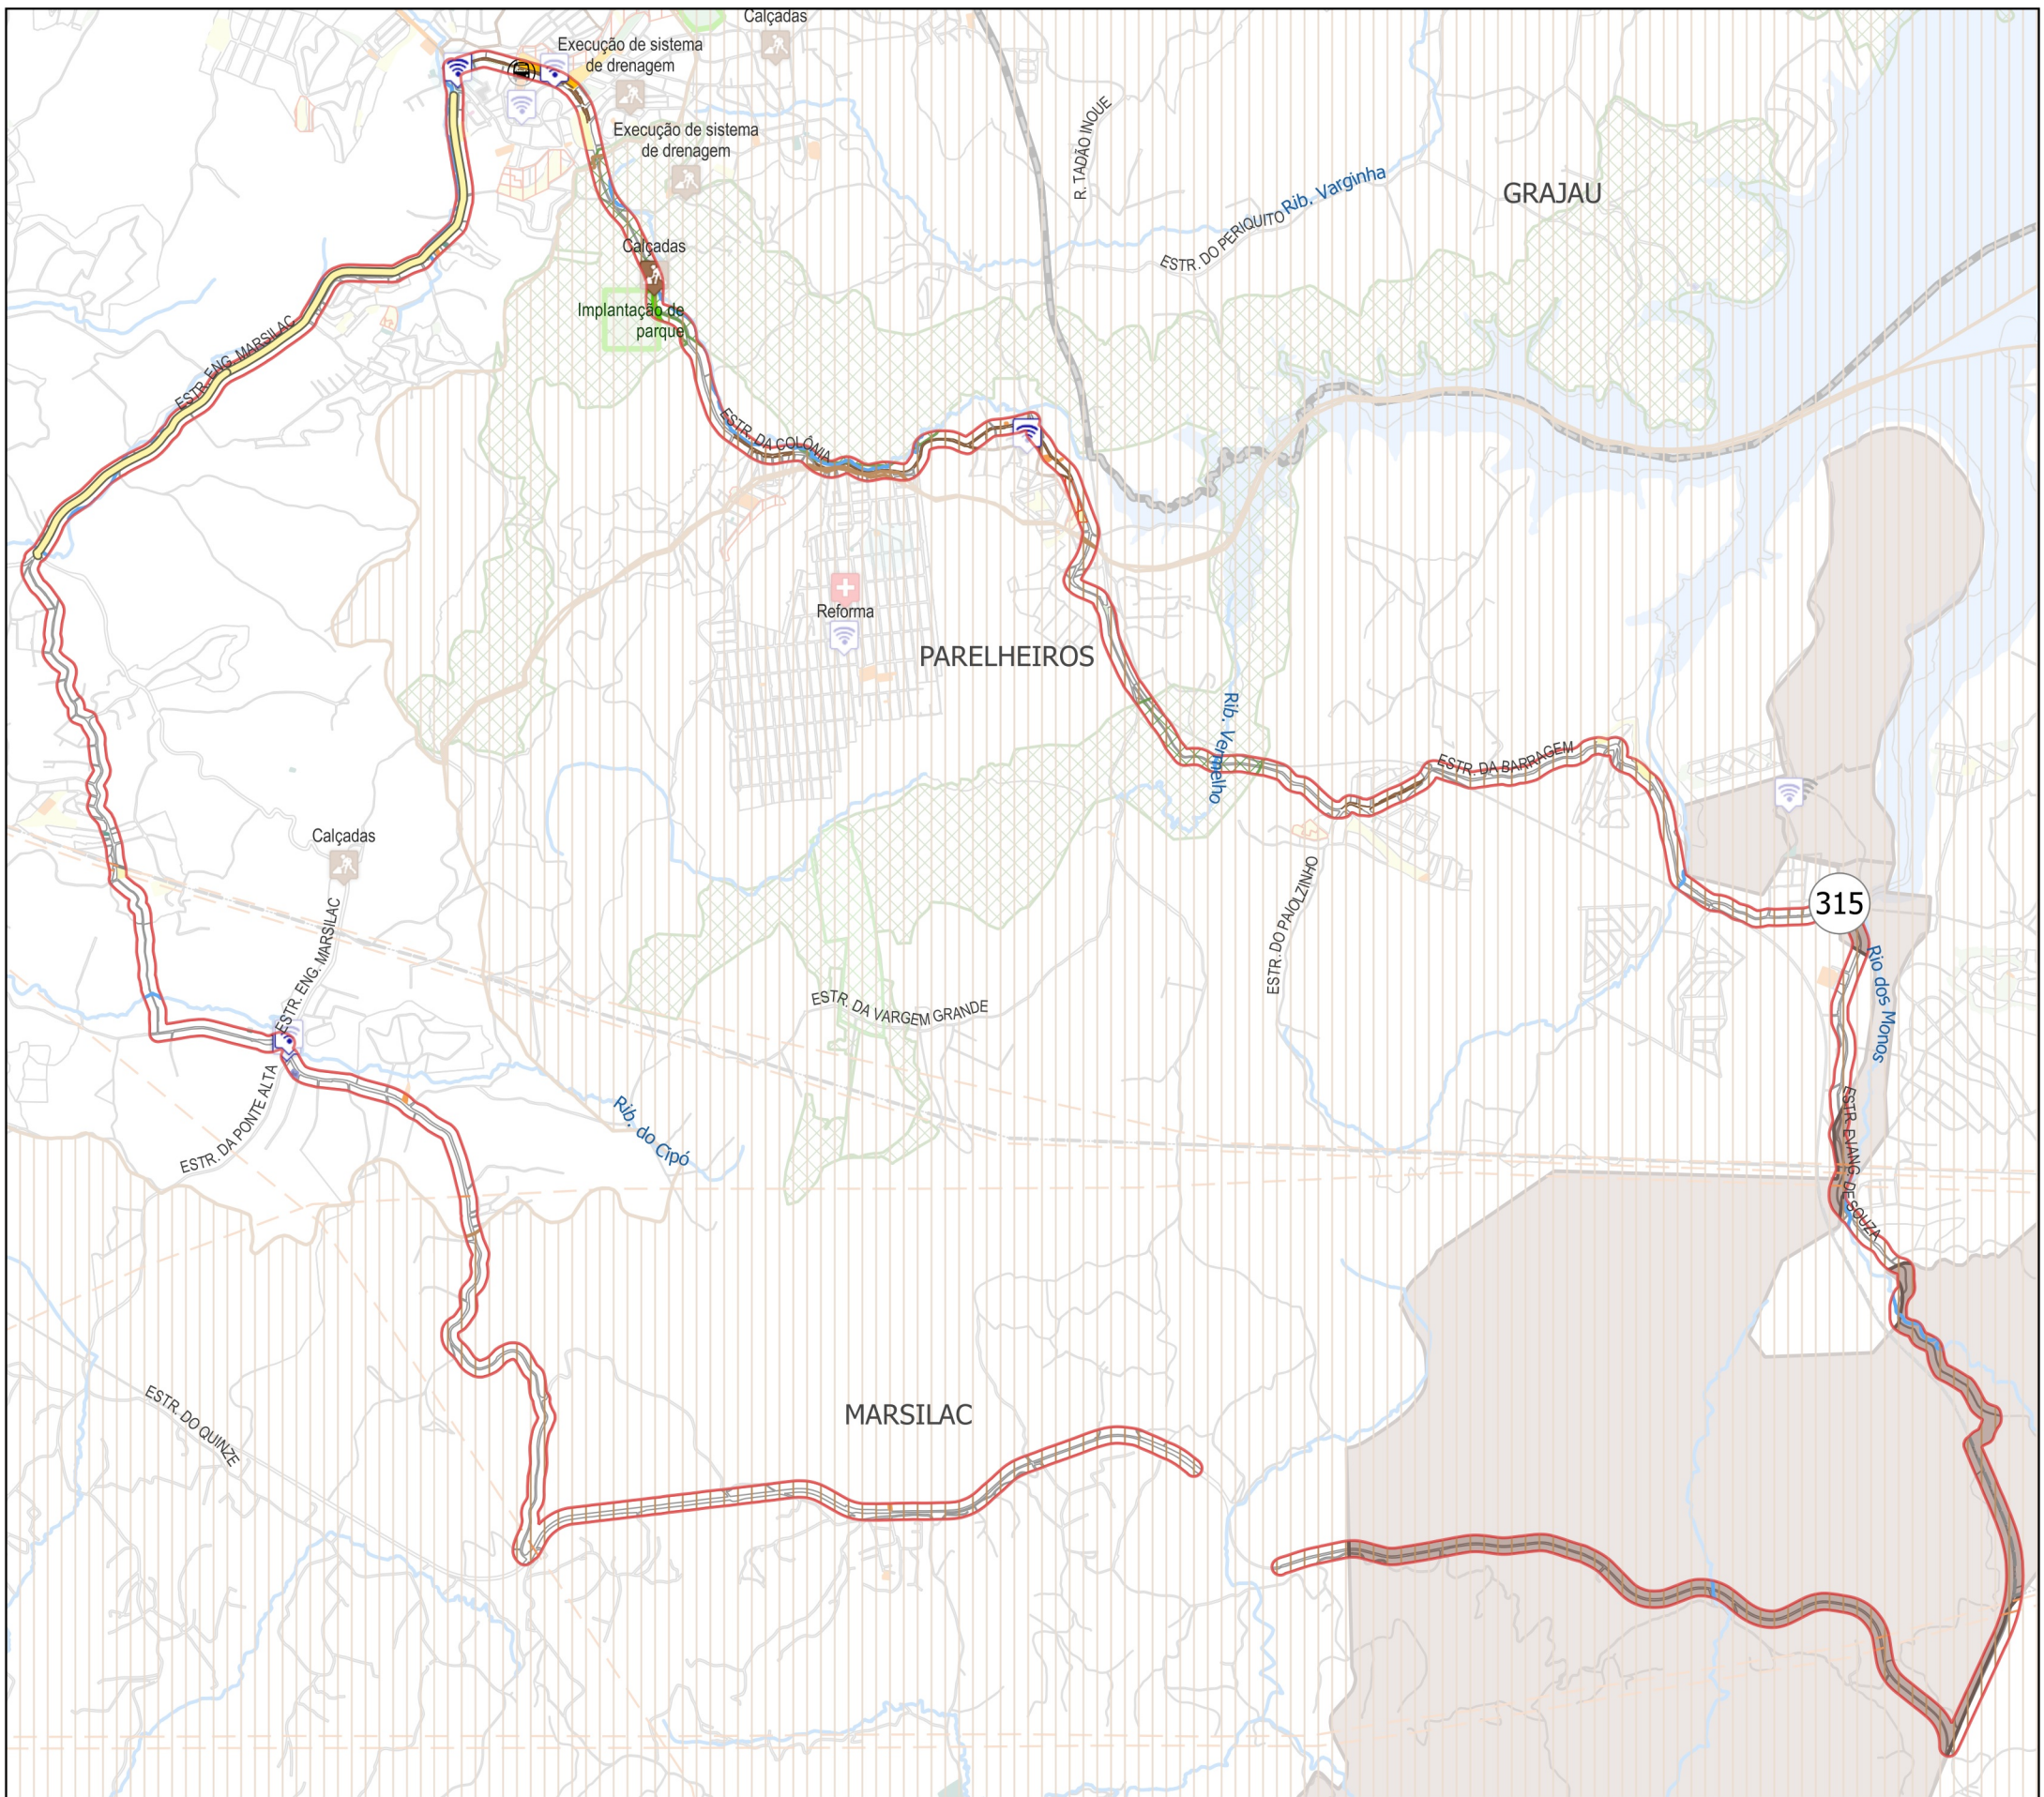 Calçadas
Execução de sistema
de drenagem
Execução de sistema
de drenagem
R. TADÃO INOUE
Rib. Varginha
ESTR. DO PERIQUITO
GRAJAU
Calçadas
Implantação de
parque
ESTR. ENG. MARSILAC
ESTR. DA COLÔNIA
Reforma
PARELHEIROS
Rib. Vermelho
ESTR. DA BARRAGEM
Calçadas
ESTR. DO PAIOLZINHO
315
ESTR. ENG. MARSILAC
ESTR. DA VARGEM GRANDE
Rio dos Monos
ESTR. DA PONTE ALTA
Rib. do Cipó
ESTR. EVANG. DE SOUZA
ESTR. DO QUINZE
MARSILAC